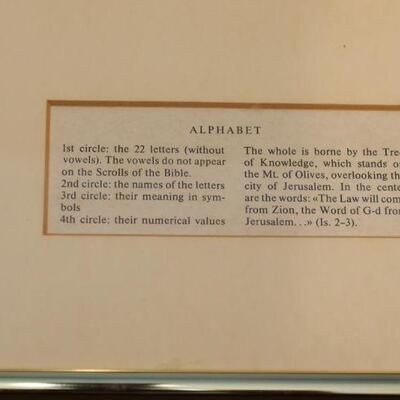 ALPHABET
1st circle: the 22 letters (without
vowels). The vowels do not appear
on the Scrolls of the Bible.
2nd circle: the names of the letters
3rd circle: their meaning in sym-
bols
4th circle: their numerical values
The whole is borne by the Tree
of Knowledge, which stands o
the Mt. of Olives, overlooking th
city of Jerusalem. In the cente
are the words: «The Law will com
from Zion, the Word of G-d from
Jerusalem...» (Is. 2-3).